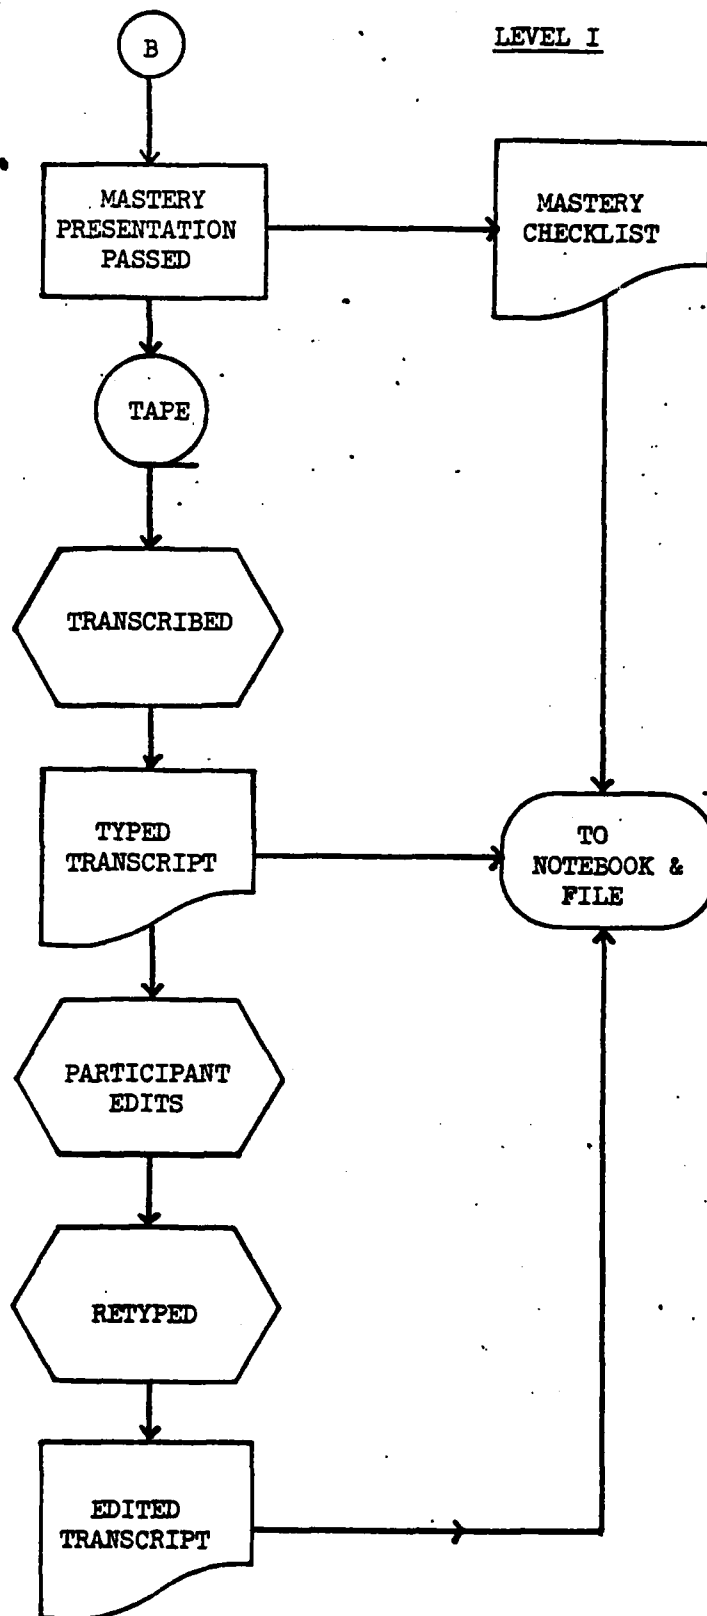 LEVEL I
B
MASTERY
PRESENTATION
PASSED
MASTERY
CHECKLIST
TAPE
TRANSCRIBED
TYPED
TRANSCRIPT
TO
NOTEBOOK &
FILE
PARTICIPANT
EDITS
RETYPED
EDITED
TRANSCRIPT